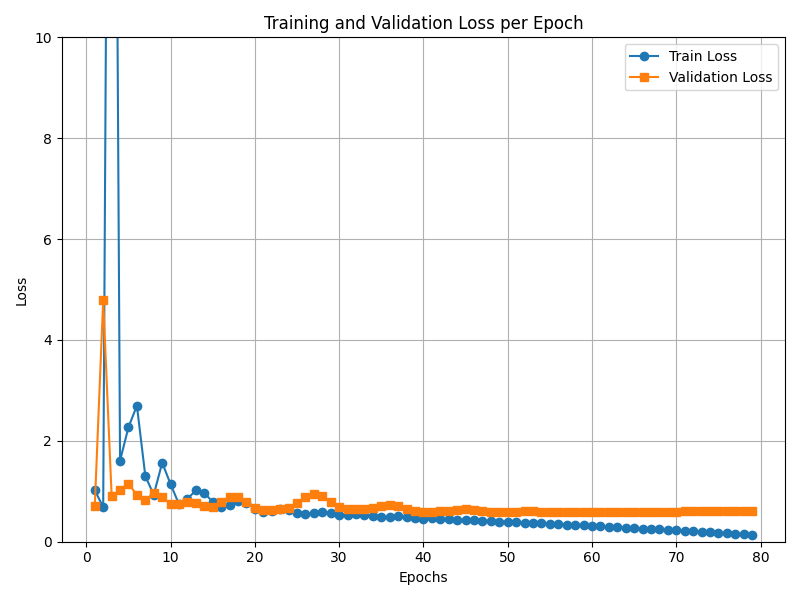 Training and Validation Loss per Epoch
Train Loss
Validation Loss
Loss
10
8
6
4
2
0
0 10 20 30 40 50 60 70 80
Epochs